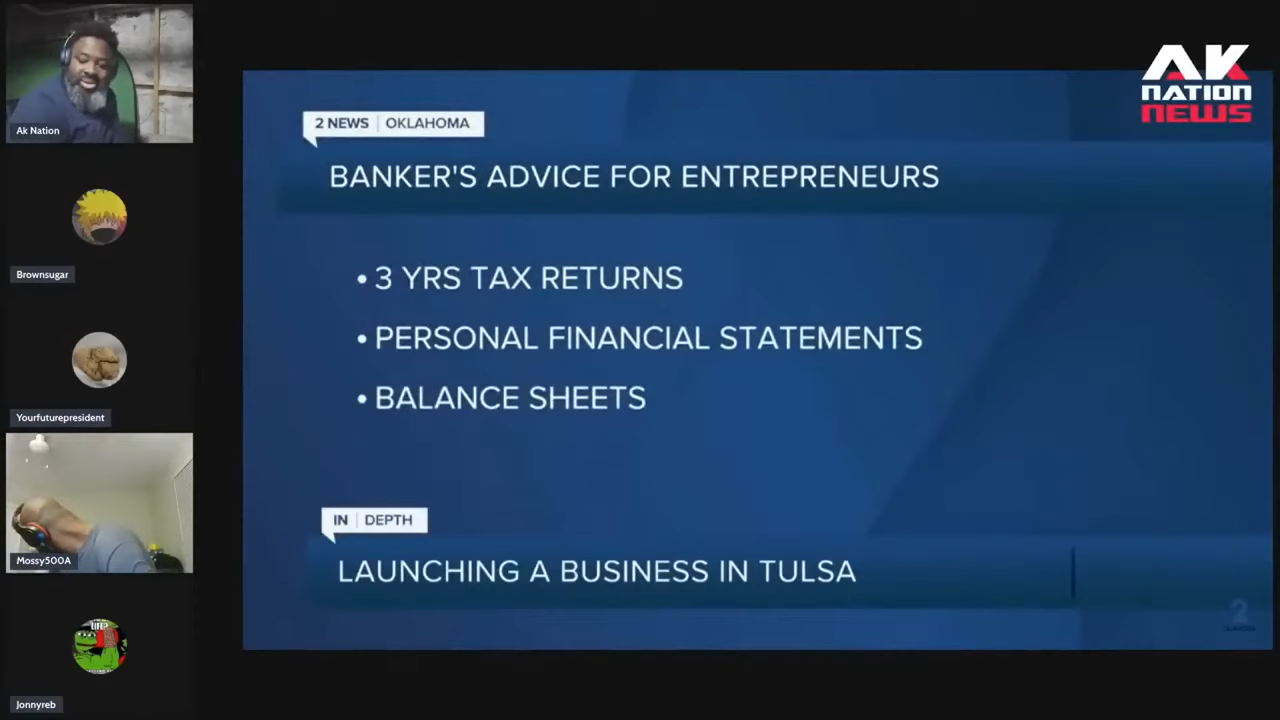 Ak Nation
Brownsugar
Yourfuturepresident
Mossy500A
Jonnyreb
AK
NATION
NEWS
2 NEWS | OKLAHOMA
BANKER'S ADVICE FOR ENTREPRENEURS
• 3 YRS TAX RETURNS
• PERSONAL FINANCIAL STATEMENTS
• BALANCE SHEETS
IN | DEPTH
LAUNCHING A BUSINESS IN TULSA
2